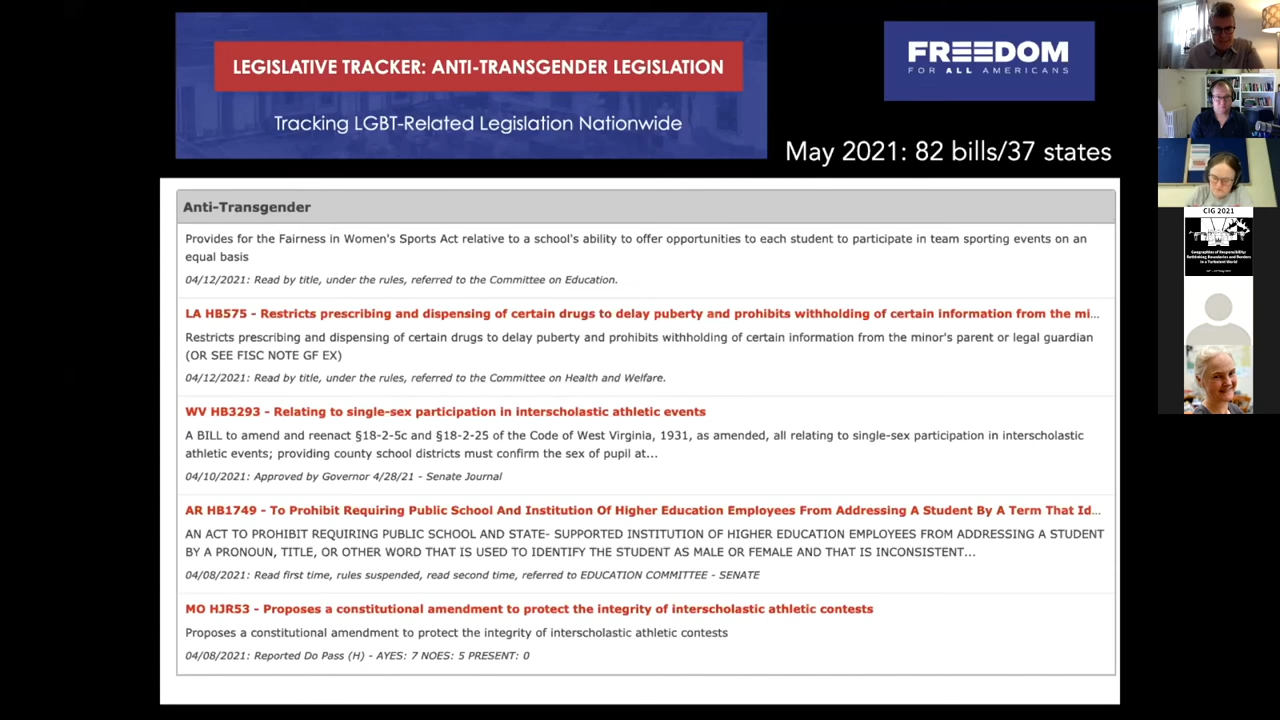 LEGISLATIVE TRACKER: ANTI-TRANSGENDER LEGISLATION
Tracking LGBT-Related Legislation Nationwide
FREEDOM
FOR ALL AMERICANS
May 2021: 82 bills/37 states
Anti-Transgender
Provides for the Fairness in Women's Sports Act relative to a school's ability to offer opportunities to each student to participate in team sporting events on an
equal basis
04/12/2021: Read by title, under the rules, referred to the Committee on Education.
LA HB575 - Restricts prescribing and dispensing of certain drugs to delay puberty and prohibits withholding of certain information from the mi...
Restricts prescribing and dispensing of certain drugs to delay puberty and prohibits withholding of certain information from the minor's parent or legal guardian
(OR SEE FISC NOTE GF EX)
04/12/2021: Read by title, under the rules, referred to the Committee on Health and Welfare.
WV HB3293 - Relating to single-sex participation in interscholastic athletic events
A BILL to amend and reenact §18-2-5c and §18-2-25 of the Code of West Virginia, 1931, as amended, all relating to single-sex participation in interscholastic
athletic events; providing county school districts must confirm the sex of pupil at...
04/10/2021: Approved by Governor 4/28/21 - Senate Journal
AR HB1749 - To Prohibit Requiring Public School And Institution Of Higher Education Employees From Addressing A Student By A Term That Id...
AN ACT TO PROHIBIT REQUIRING PUBLIC SCHOOL AND STATE- SUPPORTED INSTITUTION OF HIGHER EDUCATION EMPLOYEES FROM ADDRESSING A STUDENT
BY A PRONOUN, TITLE, OR OTHER WORD THAT IS USED TO IDENTIFY THE STUDENT AS MALE OR FEMALE AND THAT IS INCONSISTENT...
04/08/2021: Read first time, rules suspended, read second time, referred to EDUCATION COMMITTEE - SENATE
MO HJR53 - Proposes a constitutional amendment to protect the integrity of interscholastic athletic contests
Proposes a constitutional amendment to protect the integrity of interscholastic athletic contests
04/08/2021: Reported Do Pass (H) - AYES: 7 NOES: 5 PRESENT: 0
CIG 2021
Geographies of Responsibility:
Rethinking Boundaries and Borders
in a Turbulent World